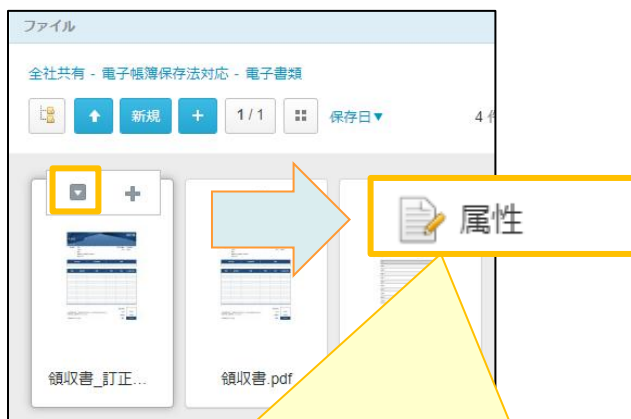 ファイル
全社共有 - 電子帳簿保存法対応 - 電子書類
新規 + 1 / 1 保存日▼ 4
属性
領収書_訂正... 領収書.pdf